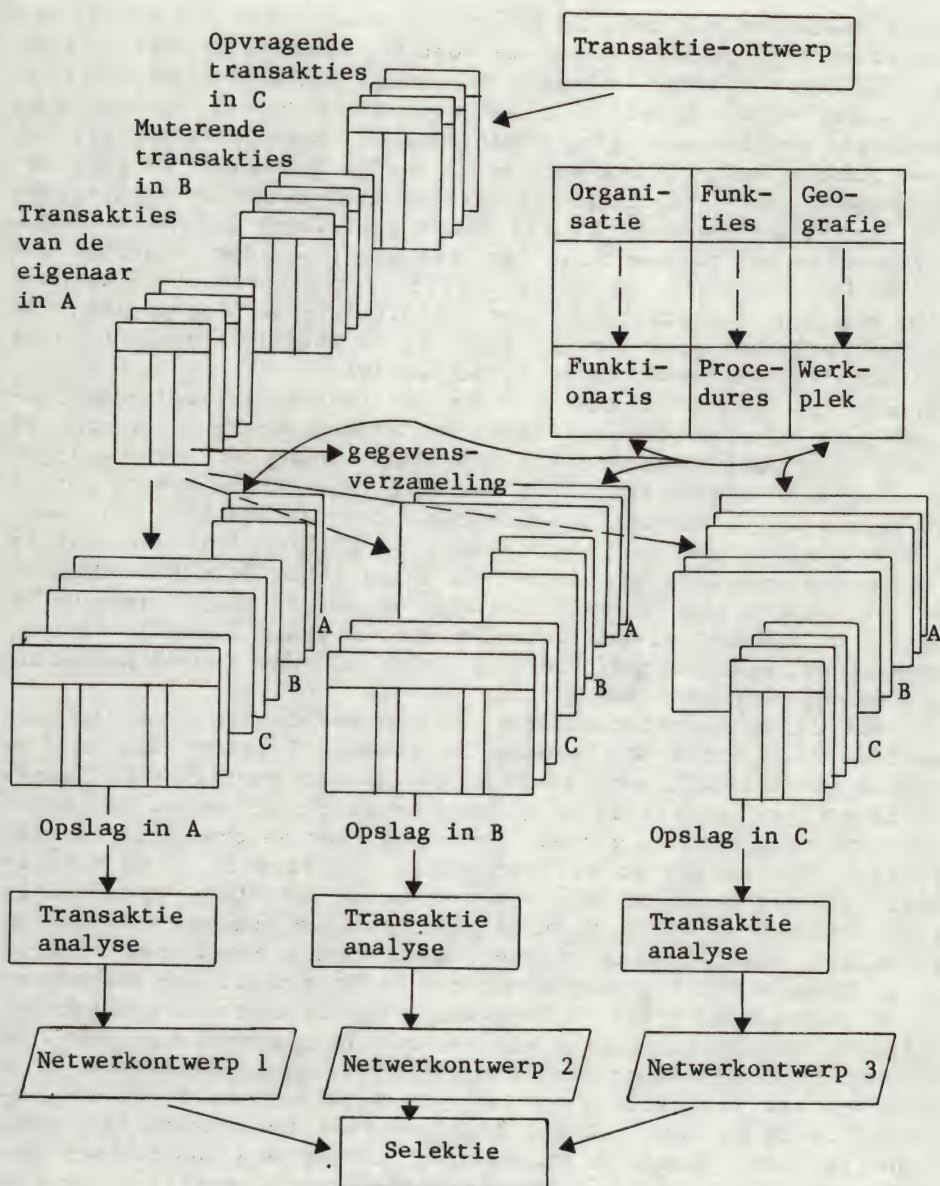 Opvragende
transakties
in C
Transaktie-ontwerp
Muterende
transakties
in B
Transakties
van de
eigenaar
in A
Organi-
satie
Funk-
ties
Geo-
grafie
Funkti-
onaris
Proce-
dures
Werk-
plek
gegevens-
verzameling
A
B
C
A
B
C
A
B
C
Opslag in A
Opslag in B
Opslag in C
Transaktie
analyse
Transaktie
analyse
Transaktie
analyse
Netwerkontwerp 1
Netwerkontwerp 2
Netwerkontwerp 3
Selektie